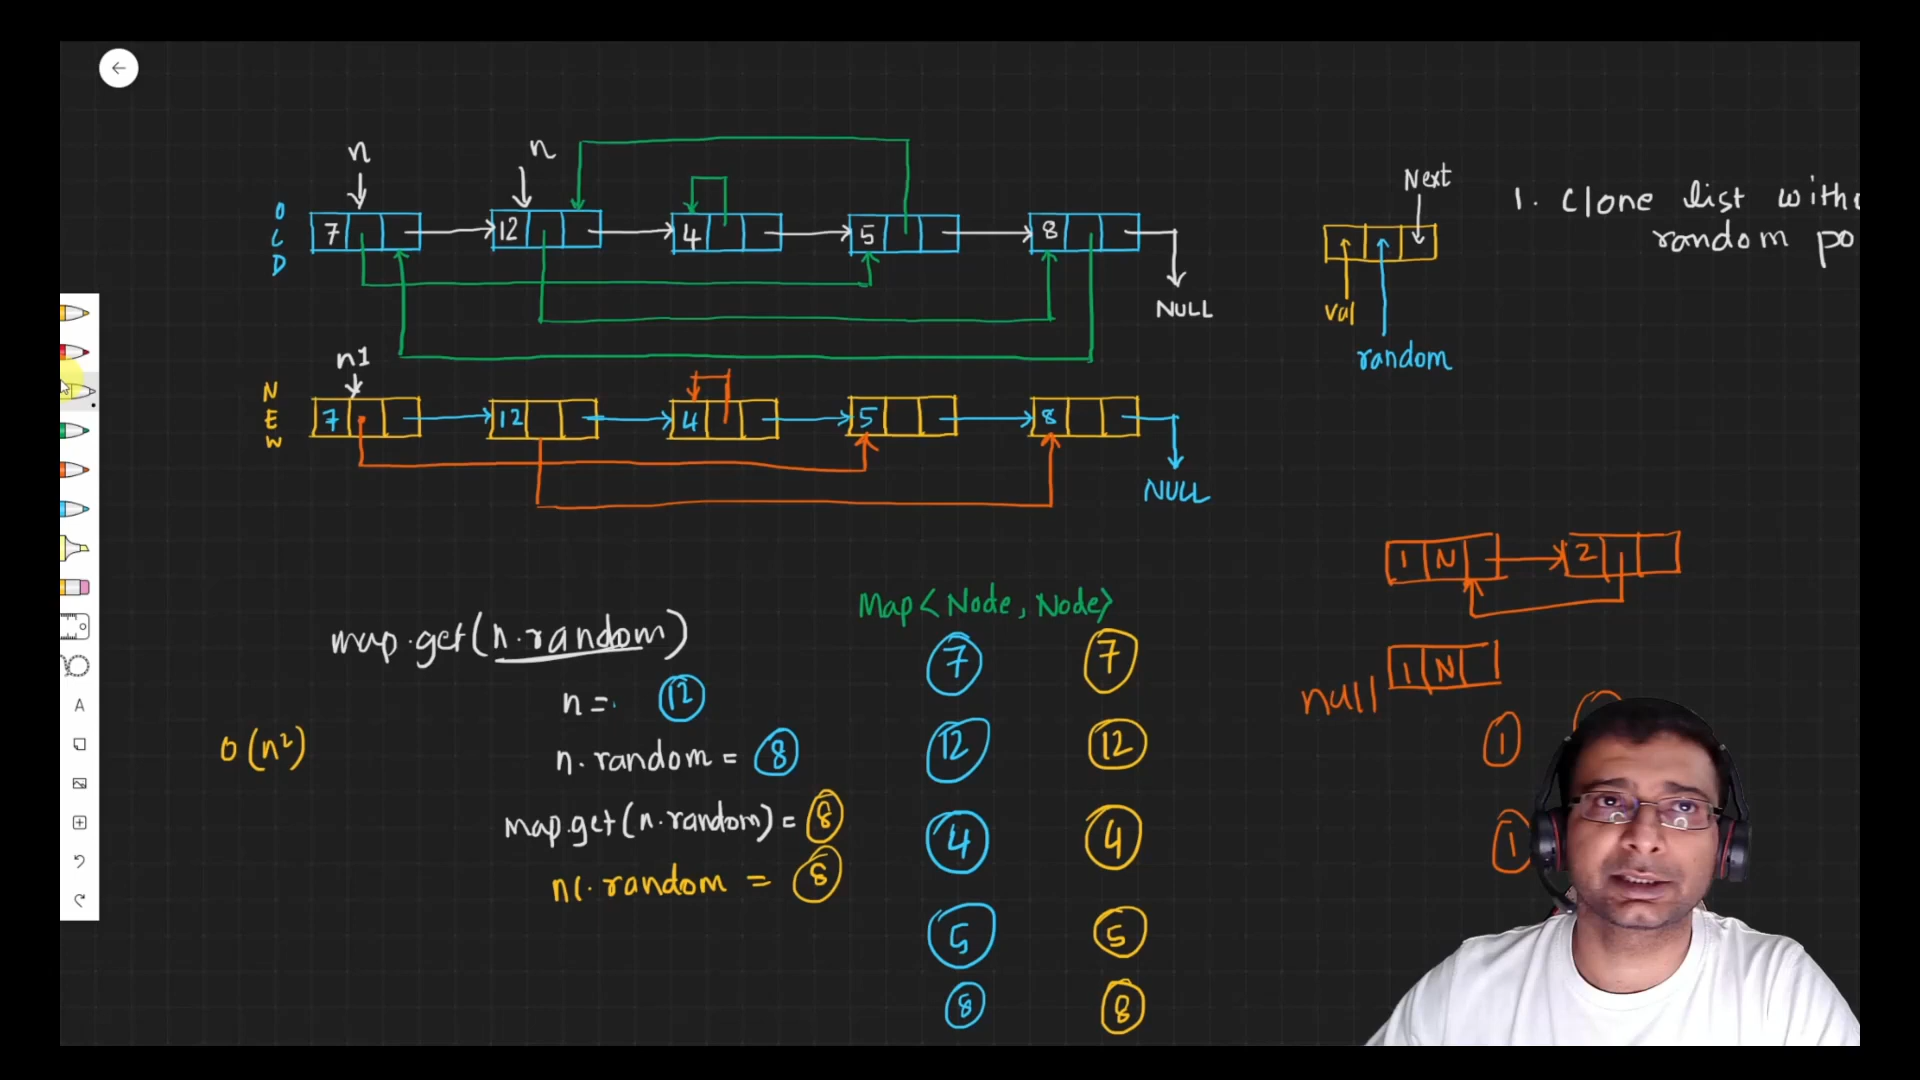 n
n
O
L
D
7
12
4
5
8
NULL
Next
val
random
1. Clone list with
random po
n1
N
E
W
7
12
4
5
8
NULL
1 N
2
1 N
null
1
1
map.get(n.random)
n = 12
n.random = 8
map.get(n.random) = 8
n1.random = 8
O(n²)
Map<Node, Node>
7 7
12 12
4 4
5 5
8 8
A